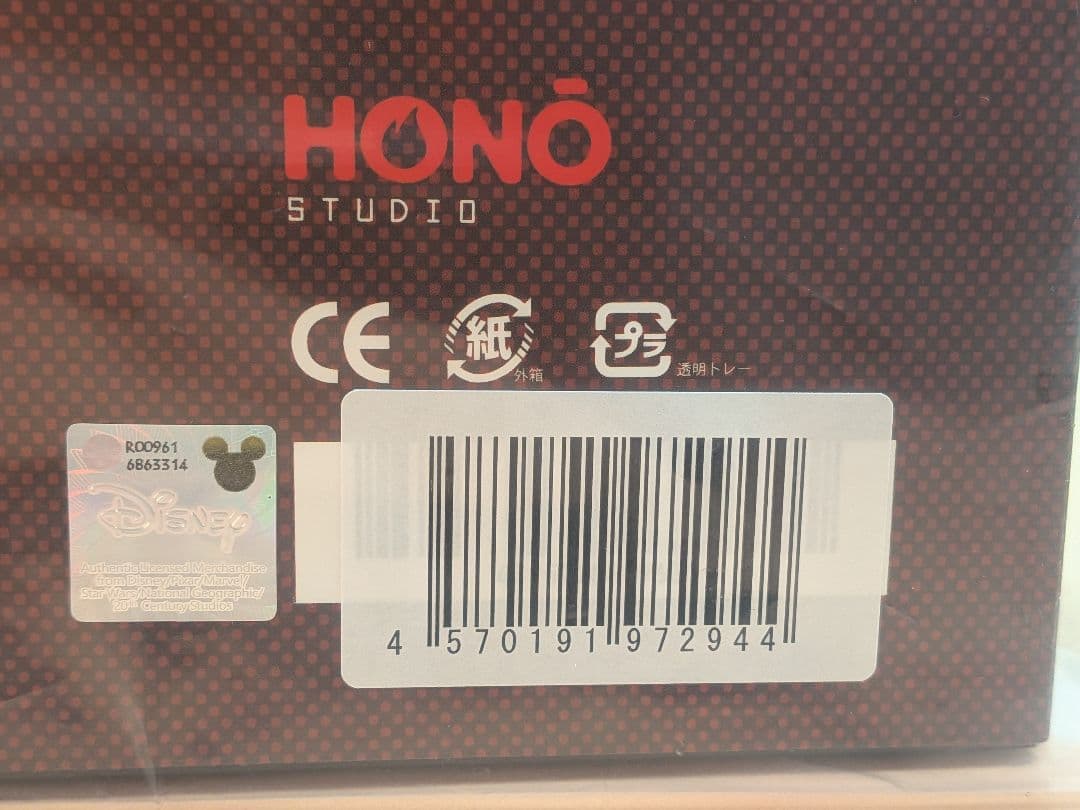 HONŌ
STUDIO
CE
紙
外箱
プラ
透明トレー
R00961
6863314
Disney
Authentic Licensed Merchandise
from Disney/Pixar/Marvel/
Star Wars/National Geographic/
20th Century Studios
4 570191 972944